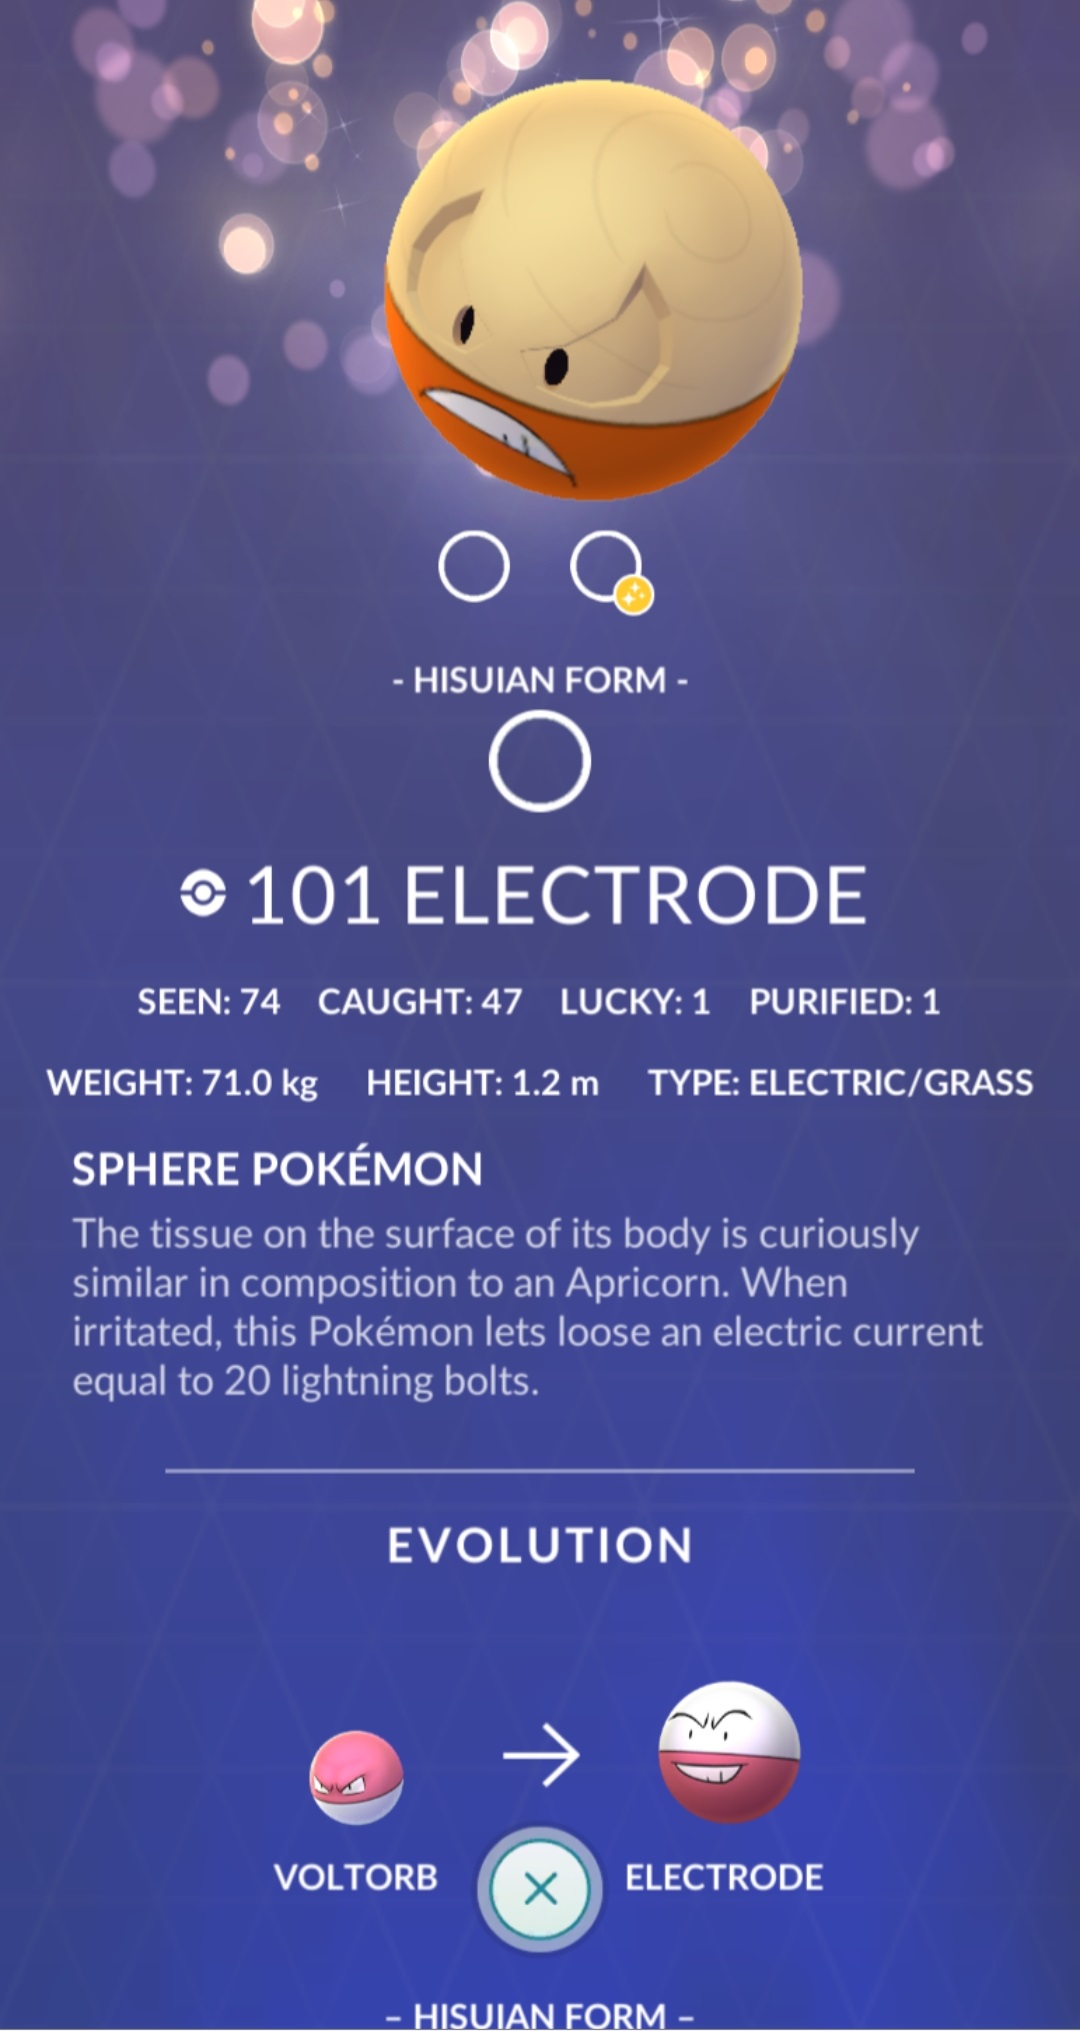 - HISUIAN FORM -
101 ELECTRODE
SEEN: 74 CAUGHT: 47 LUCKY: 1 PURIFIED: 1
WEIGHT: 71.0 kg HEIGHT: 1.2 m TYPE: ELECTRIC/GRASS
SPHERE POKÉMON
The tissue on the surface of its body is curiously
similar in composition to an Apricorn. When
irritated, this Pokémon lets loose an electric current
equal to 20 lightning bolts.
EVOLUTION
VOLTORB ELECTRODE
– HISUIAN FORM –